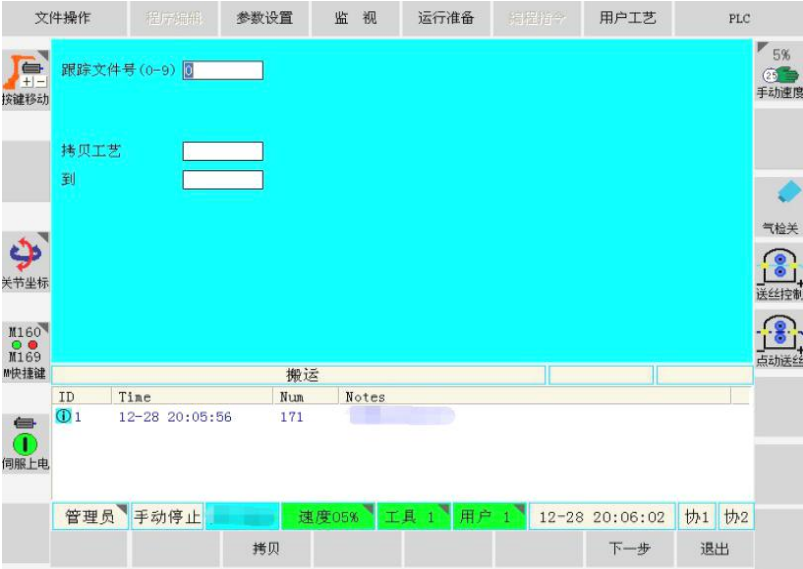 文件操作 程序编辑 参数设置 监 视 运行准备 编程指令 用户工艺 PLC
按键移动
关节坐标
M160
M169
M快捷键
伺服上电
跟踪文件号(0-9) 0
拷贝工艺
到
5%
25
手动速度
气检关
送丝控制
点动送丝
搬运
ID Time Num Notes
1 12-28 20:05:56 171
管理员 手动停止 速度05% 工具 1 用户 1 12-28 20:06:02 协1 协2
拷贝 下一步 退出